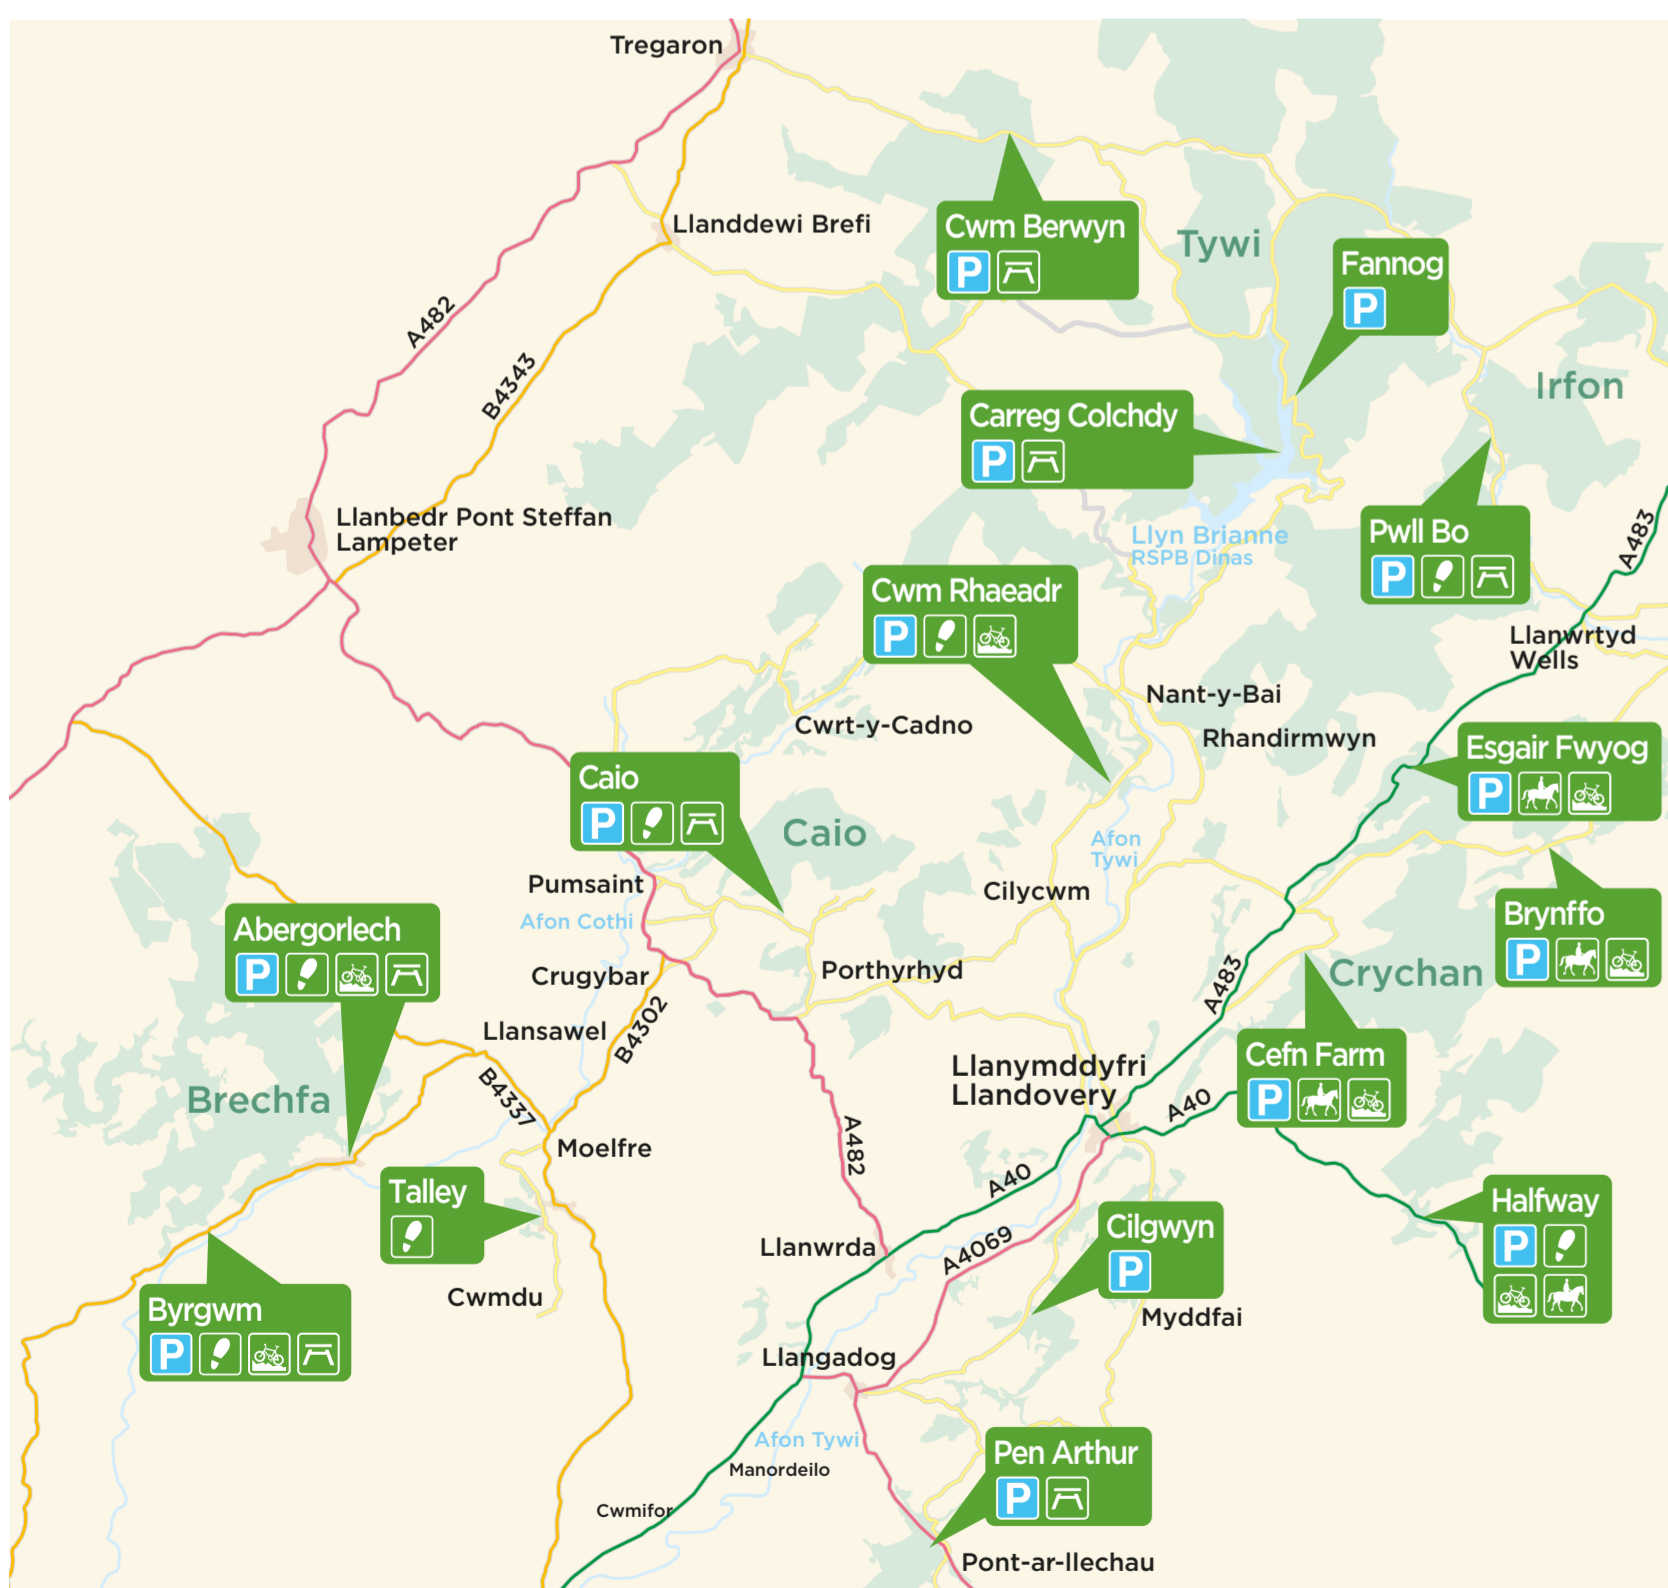 Tregaron
Llanddewi Brefi
Cwm Berwyn
P
Tywi
Fannog
P
A482
B4343
Irfon
Carreg Colchdy
P
Llanbedr Pont Steffan
Lampeter
Llyn Brianne
RSPB Dinas
Pwll Bo
P
A483
Cwm Rhaeadr
P
Llanwrtyd
Wells
Nant-y-Bai
Cwrt-y-Cadno
Rhandirmwyn
Esgair Fwyog
P
Caio
P
Caio
Afon
Tywi
Pumsaint
Cilycwm
Afon Cothi
Brynffo
P
Abergorlech
P
Crugybar
Porthyrhyd
Crychan
A483
Llansawel
B4302
Cefn Farm
P
Llanymddyfri
Llandovery
Brechfa
B4337
A40
Moelfre
A482
Talley
A40
Halfway
P
Cilgwyn
P
Llanwrda
A4069
Cwmdu
Byrgwm
P
Myddfai
Llangadog
Afon Tywi
Manordeilo
Pen Arthur
P
Cwmifor
Pont-ar-llechau